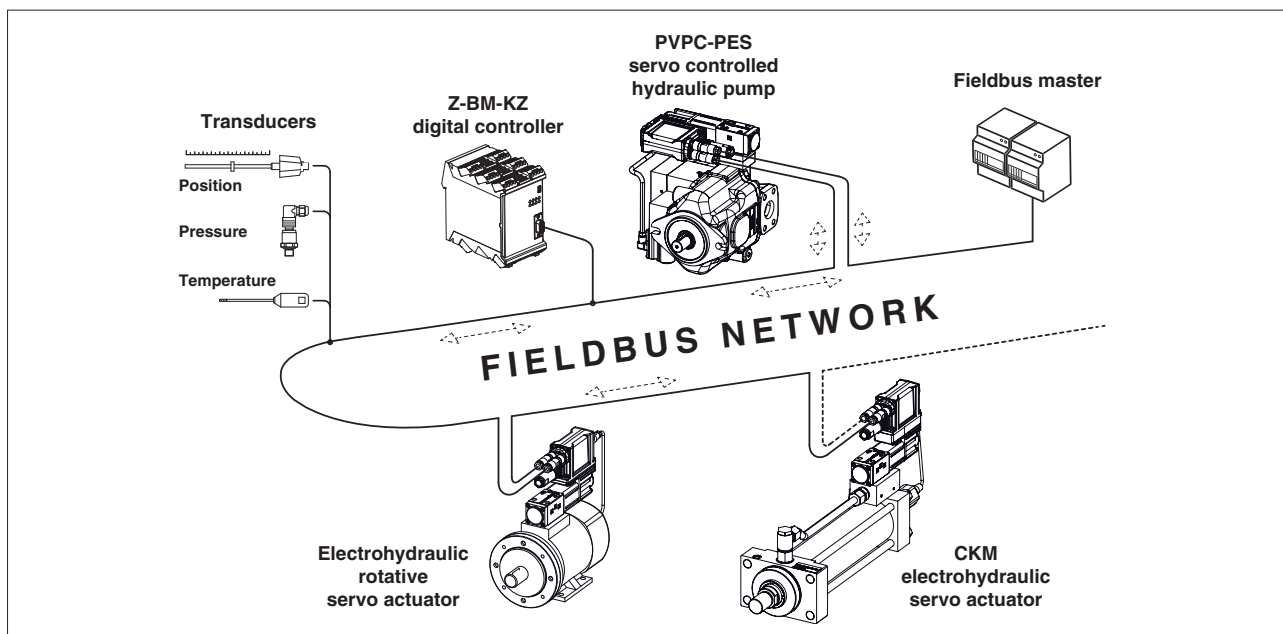 PVPC-PES
servo controlled
hydraulic pump
Fieldbus master
Z-BM-KZ
digital controller
Transducers
Position
Pressure
Temperature
FIELDBUS NETWORK
Electrohydraulic
rotative
servo actuator
CKM
electrohydraulic
servo actuator